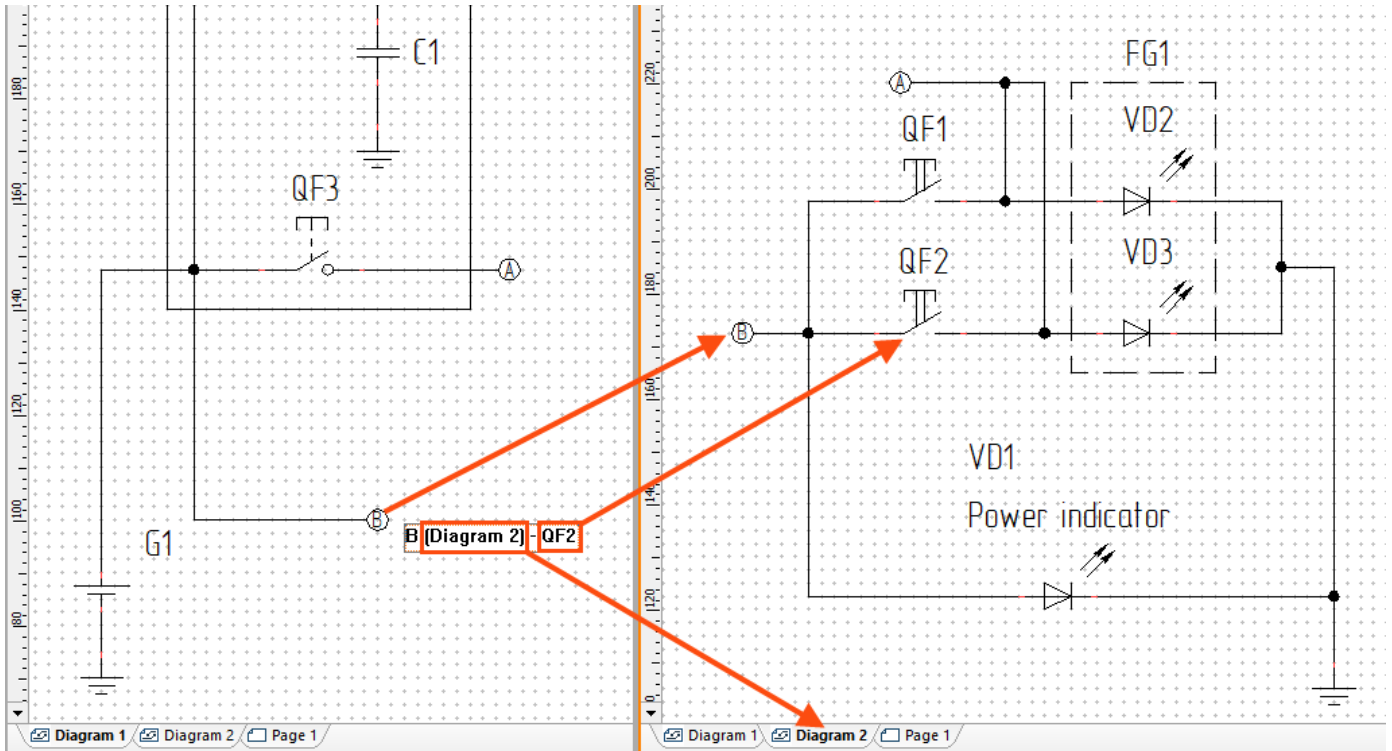 C1
|180
|160
QF3
A
|140
|120
|100
B
B (Diagram 2) - QF2
G1
|80
Diagram 1
Diagram 2
Page 1
FG1
|220
A
VD2
QF1
|200
VD3
QF2
|180
B
|160
VD1
|140
Power indicator
|120
0
Diagram 1
Diagram 2
Page 1